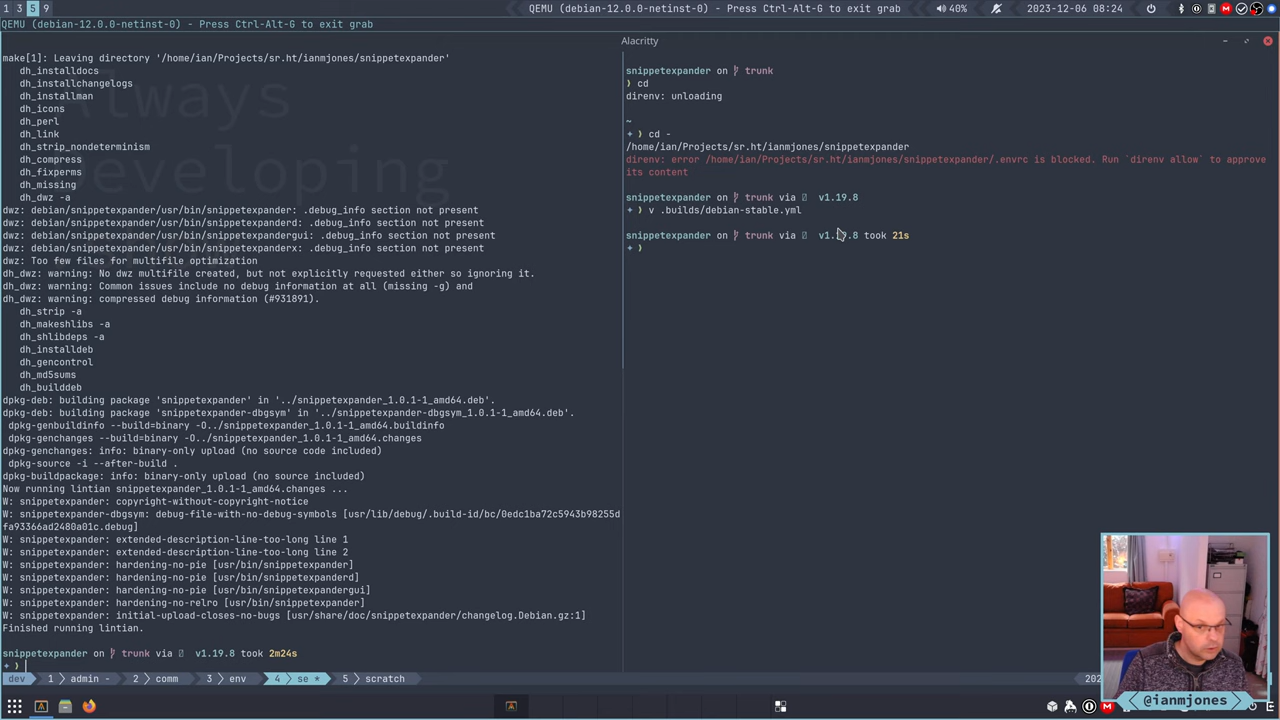 1 3 5 9
QEMU (debian-12.2.0-netinst-0) - Press Ctrl-Alt-G to exit grab
40%
2023-12-06 08:24
QEMU (debian-12.2.0-netinst-0) - Press Ctrl-Alt-G to exit grab
Alacritty
Always
Developing
make[1]: Leaving directory '/home/ian/Projects/sr.ht/ianmjones/snippetexpander'
dh_installdocs
dh_installchangelogs
dh_installman
dh_icons
dh_perl
dh_link
dh_strip_nondeterminism
dh_compress
dh_fixperms
dh_missing
dh_dwz -a
dwz: debian/snippetexpander/usr/bin/snippetexpander: .debug_info section not present
dwz: debian/snippetexpander/usr/bin/snippetexpanderd: .debug_info section not present
dwz: debian/snippetexpander/usr/bin/snippetexpandergui: .debug_info section not present
dwz: debian/snippetexpander/usr/bin/snippetexpanderx: .debug_info section not present
dwz: Too few files for multifile optimization
dh_dwz: warning: No dwz multifile created, but not explicitly requested either so ignoring it.
dh_dwz: warning: Common issues include no debug information at all (missing -g) and
dh_dwz: warning: compressed debug information (#931891).
dh_strip -a
dh_makeshlibs -a
dh_shlibdeps -a
dh_installdeb
dh_gencontrol
dh_md5sums
dh_builddeb
dpkg-deb: building package 'snippetexpander' in '../snippetexpander_1.0.1-1_amd64.deb'.
dpkg-deb: building package 'snippetexpander-dbgsym' in '../snippetexpander-dbgsym_1.0.1-1_amd64.deb'.
dpkg-genbuildinfo --build=binary -O../snippetexpander_1.0.1-1_amd64.buildinfo
dpkg-genchanges --build=binary -O../snippetexpander_1.0.1-1_amd64.changes
dpkg-genchanges: info: binary-only upload (no source code included)
dpkg-source -i --after-build .
dpkg-buildpackage: info: binary-only upload (no source included)
Now running lintian snippetexpander_1.0.1-1_amd64.changes ...
W: snippetexpander: copyright-without-copyright-notice
W: snippetexpander-dbgsym: debug-file-with-no-debug-symbols [usr/lib/debug/.build-id/bc/0edc1ba72c5943b98255d
fa93366ad2480a01c.debug]
W: snippetexpander: extended-description-line-too-long line 1
W: snippetexpander: extended-description-line-too-long line 2
W: snippetexpander: hardening-no-pie [usr/bin/snippetexpander]
W: snippetexpander: hardening-no-pie [usr/bin/snippetexpanderd]
W: snippetexpander: hardening-no-pie [usr/bin/snippetexpandergui]
W: snippetexpander: hardening-no-relro [usr/bin/snippetexpander]
W: snippetexpander: initial-upload-closes-no-bugs [usr/share/doc/snippetexpander/changelog.Debian.gz:1]
Finished running lintian.
snippetexpander on trunk via v1.19.8 took 2m24s
+ ⟩
snippetexpander on trunk
⟩ cd
direnv: unloading
~
+ ⟩ cd -
/home/ian/Projects/sr.ht/ianmjones/snippetexpander
direnv: error /home/ian/Projects/sr.ht/ianmjones/snippetexpander/.envrc is blocked. Run `direnv allow` to approve
its content
snippetexpander on trunk via v1.19.8
+ ⟩ v .builds/debian-stable.yml
snippetexpander on trunk via v1.19.8 took 21s
+ ⟩
dev 1 ⟩ admin - 2 ⟩ comm 3 ⟩ env 4 ⟩ se * 5 ⟩ scratch
202
@ianmjones